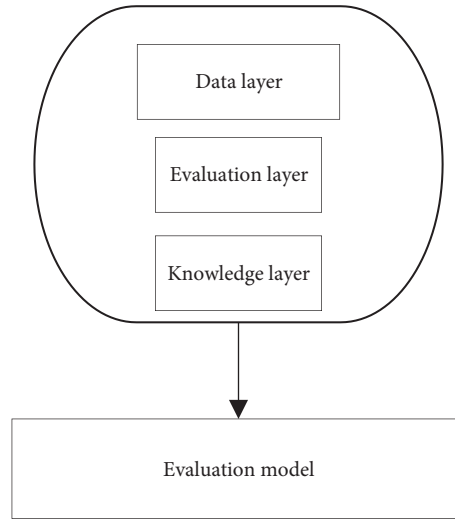 Data layer
Evaluation layer
Knowledge layer
Evaluation model